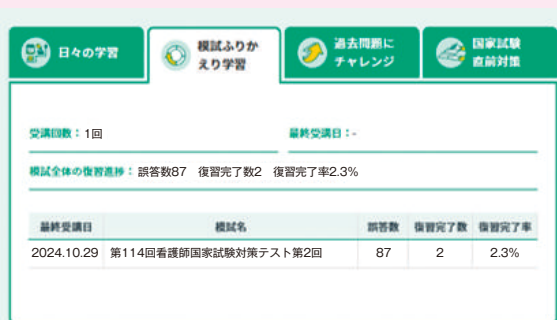 日々の学習
模試ふりか
えり学習
過去問題に
チャレンジ
国家試験
直前対策
受講回数：1回
最終受講日：-
模試全体の復習進捗：誤答数87 復習完了数2 復習完了率2.3%
最終受講日 模試名 誤答数 復習完了数 復習完了率
2024.10.29 第114回看護師国家試験対策テスト第2回 87 2 2.3%